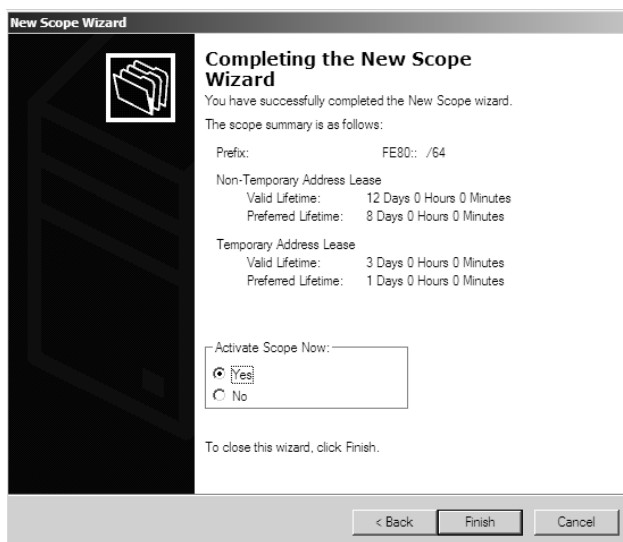 New Scope Wizard
Completing the New Scope
Wizard
You have successfully completed the New Scope wizard.
The scope summary is as follows:
Prefix: FE80:: /64
Non-Temporary Address Lease
Valid Lifetime: 12 Days 0 Hours 0 Minutes
Preferred Lifetime: 8 Days 0 Hours 0 Minutes
Temporary Address Lease
Valid Lifetime: 3 Days 0 Hours 0 Minutes
Preferred Lifetime: 1 Days 0 Hours 0 Minutes
Activate Scope Now:
Yes
No
To close this wizard, click Finish.
< Back Finish Cancel